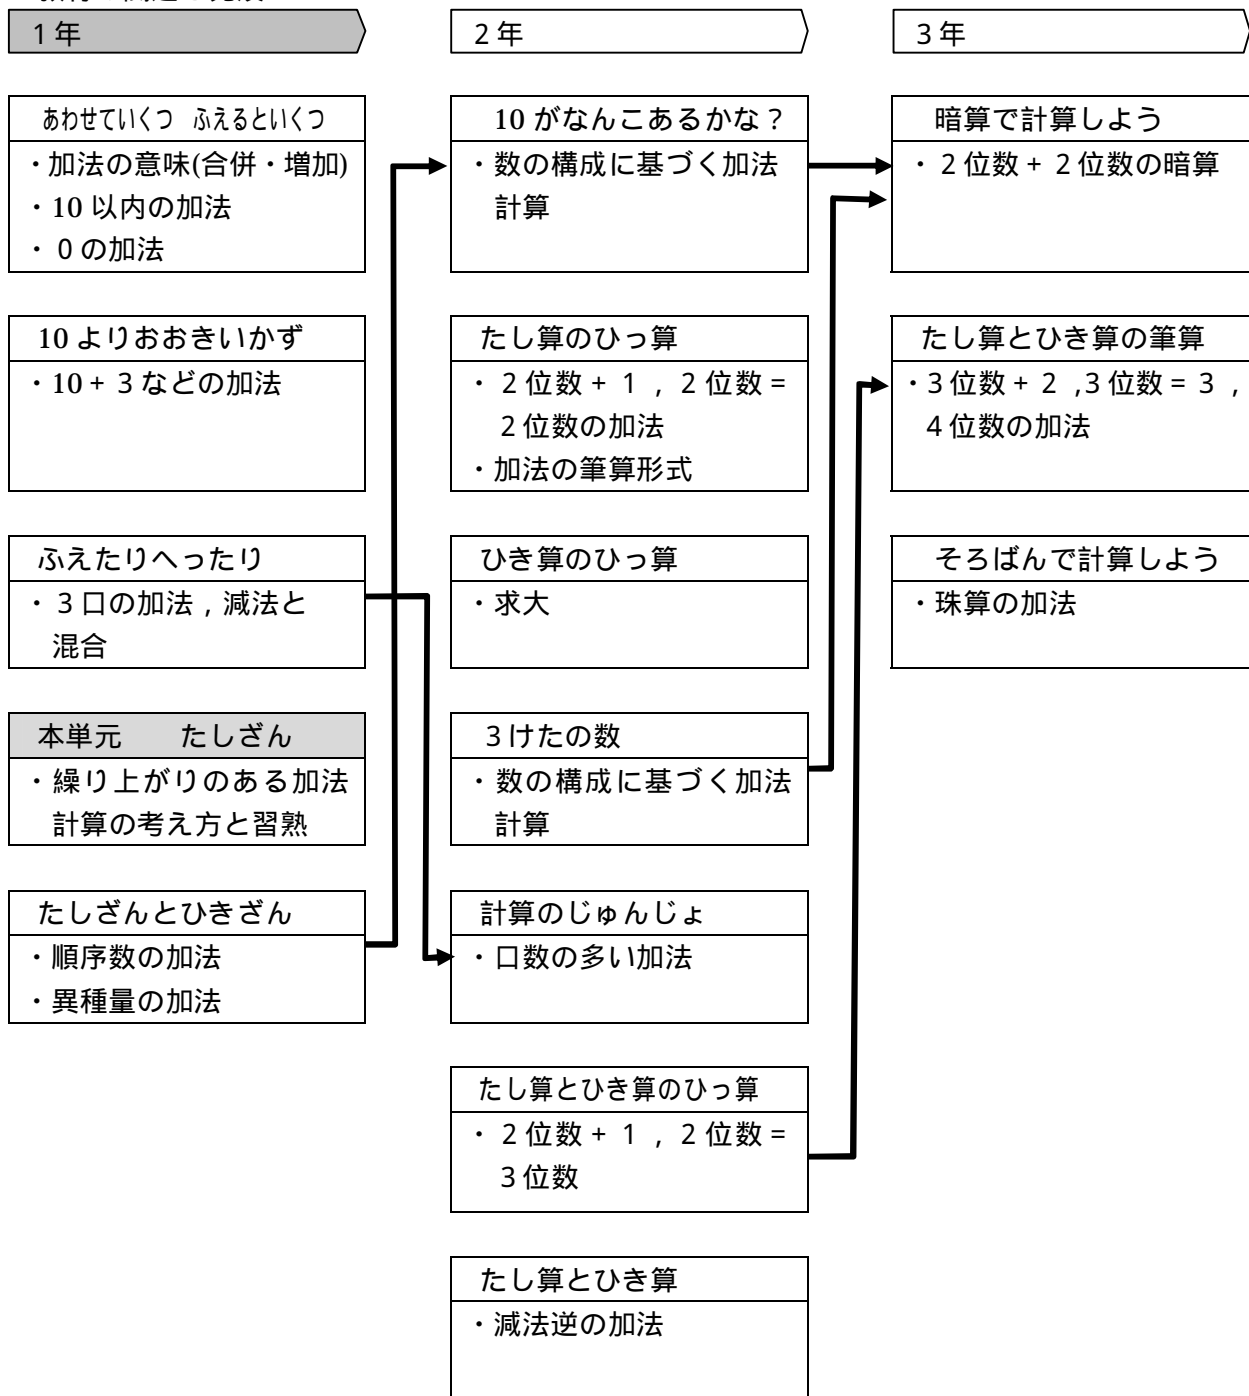 1年
あわせていくつ ふえるといくつ
・加法の意味(合併・増加)
・10以内の加法
・0の加法
10よりおおきいかず
・10+3などの加法
ふえたりへったり
・3口の加法,減法と
混合
本単元 たしざん
・繰り上がりのある加法
計算の考え方と習熟
たしざんとひきざん
・順序数の加法
・異種量の加法
2年
10がなんこあるかな?
・数の構成に基づく加法
計算
たし算のひっ算
・2位数+1,2位数=
2位数の加法
・加法の筆算形式
ひき算のひっ算
・求大
3けたの数
・数の構成に基づく加法
計算
計算のじゅんじょ
・口数の多い加法
たし算とひき算のひっ算
・2位数+1,2位数=
3位数
たし算とひき算
・減法逆の加法
3年
暗算で計算しよう
・2位数+2位数の暗算
たし算とひき算の筆算
・3位数+2,3位数=3,
4位数の加法
そろばんで計算しよう
・珠算の加法